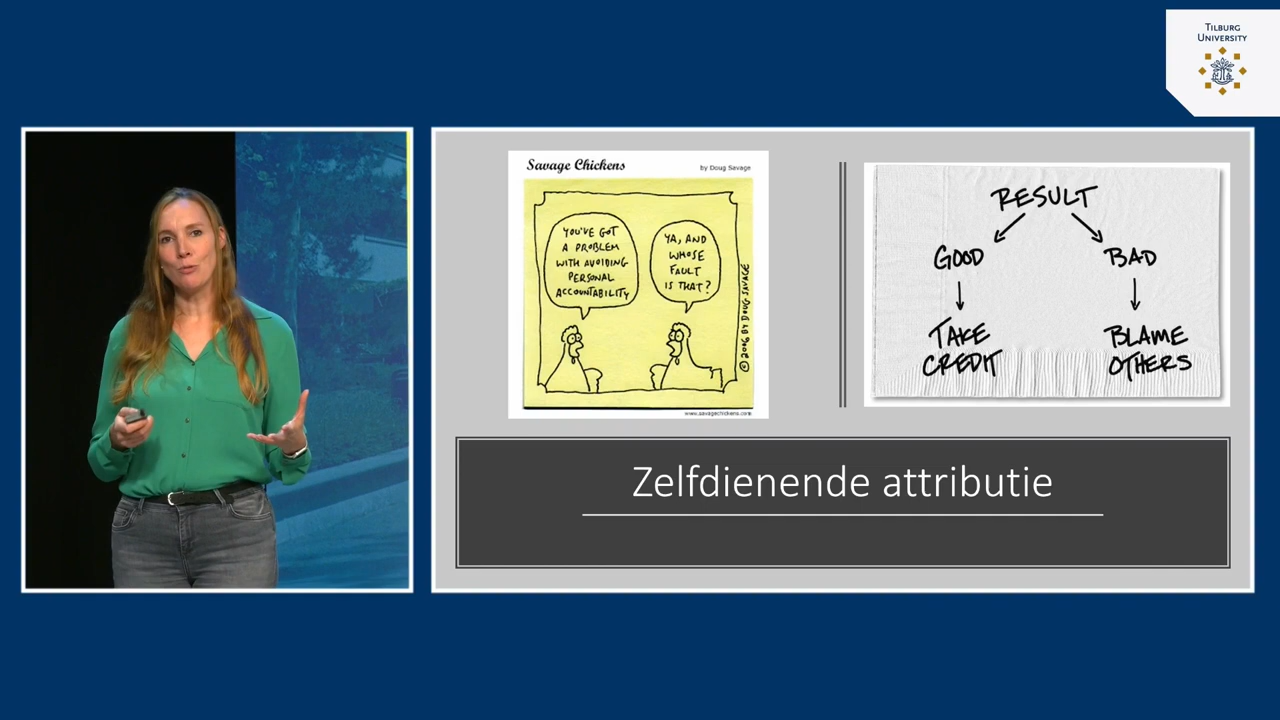 TILBURG
UNIVERSITY
Savage Chickens
by Doug Savage
YOU'VE GOT
A PROBLEM
WITH AVOIDING
PERSONAL
ACCOUNTABILITY
YA, AND
WHOSE
FAULT
IS THAT?
© 2006 BY DOUG SAVAGE
www.savagechickens.com
RESULT
GOOD
BAD
TAKE
CREDIT
BLAME
OTHERS
Zelfdienende attributie